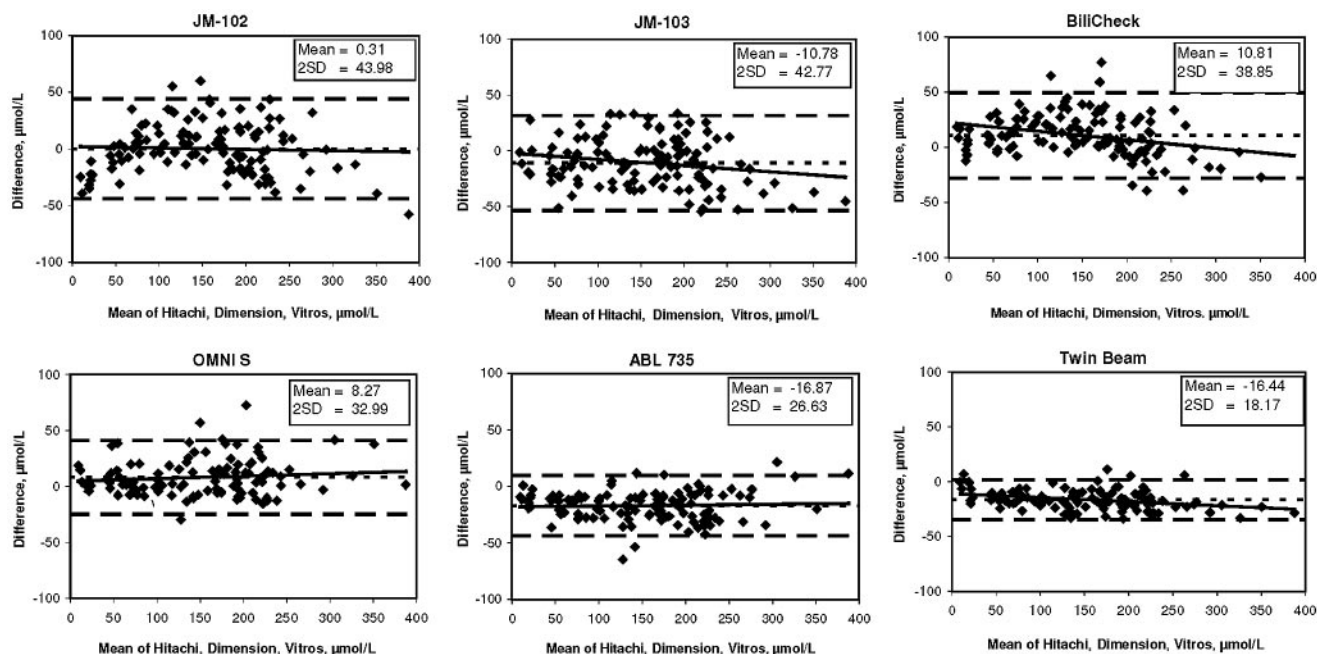 JM-102
Mean = 0.31
2SD = 43.98
Difference, µmol/L
100
50
0
-50
-100
0 50 100 150 200 250 300 350 400
Mean of Hitachi, Dimension, Vitros, µmol/L
JM-103
Mean = -10.78
2SD = 42.77
Difference, µmol/L
100
50
0
-50
-100
0 50 100 150 200 250 300 350 400
Mean of Hitachi, Dimension, Vitros, µmol/L
BiliCheck
Mean = 10.81
2SD = 38.85
Difference, µmol/L
100
50
0
-50
-100
0 50 100 150 200 250 300 350 400
Mean of Hitachi, Dimension, Vitros. µmol/L
OMNI S
Mean = 8.27
2SD = 32.99
Difference, µmol/L
100
50
0
-50
-100
0 50 100 150 200 250 300 350 400
Mean of Hitachi, Dimension, Vitros, µmol/L
ABL 735
Mean = -16.87
2SD = 26.63
Difference, µmol/L
100
50
0
-50
-100
0 50 100 150 200 250 300 350 400
Mean of Hitachi, Dimension, Vitros, µmol/L
Twin Beam
Mean = -16.44
2SD = 18.17
Difference, µmol/L
100
50
0
-50
-100
0 50 100 150 200 250 300 350 400
Mean of Hitachi, Dimension, Vitros, µmol/L